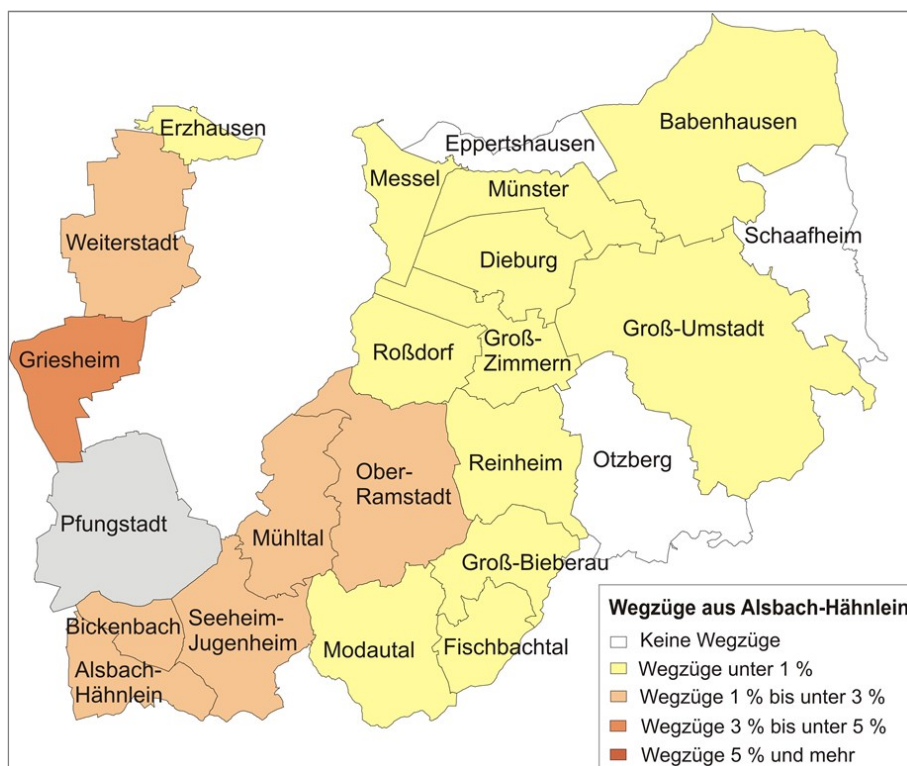 Erzhausen
Babenhausen
Eppertshausen
Messel
Münster
Weiterstadt
Schaafheim
Dieburg
Groß-Umstadt
Griesheim
Roßdorf
Groß-
Zimmern
Reinheim
Otzberg
Ober-
Ramstadt
Pfungstadt
Mühltal
Groß-Bieberau
Bickenbach
Seeheim-
Jugenheim
Modautal
Fischbachtal
Alsbach-
Hähnlein
Wegzüge aus Alsbach-Hähnlein
Keine Wegzüge
Wegzüge unter 1 %
Wegzüge 1 % bis unter 3 %
Wegzüge 3 % bis unter 5 %
Wegzüge 5 % und mehr